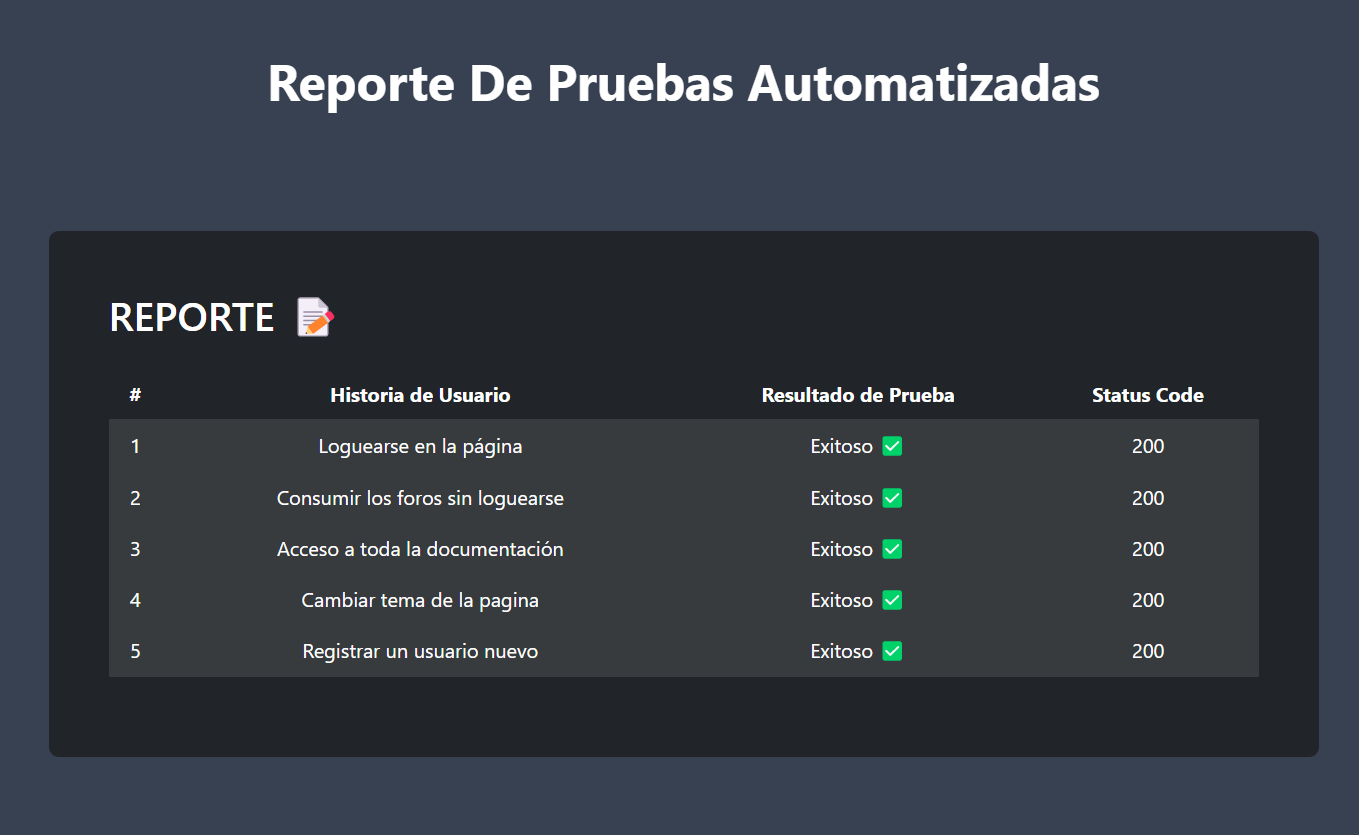 Reporte De Pruebas Automatizadas
REPORTE 📝
# Historia de Usuario Resultado de Prueba Status Code
1 Loguearse en la página Exitoso ✅ 200
2 Consumir los foros sin loguearse Exitoso ✅ 200
3 Acceso a toda la documentación Exitoso ✅ 200
4 Cambiar tema de la pagina Exitoso ✅ 200
5 Registrar un usuario nuevo Exitoso ✅ 200